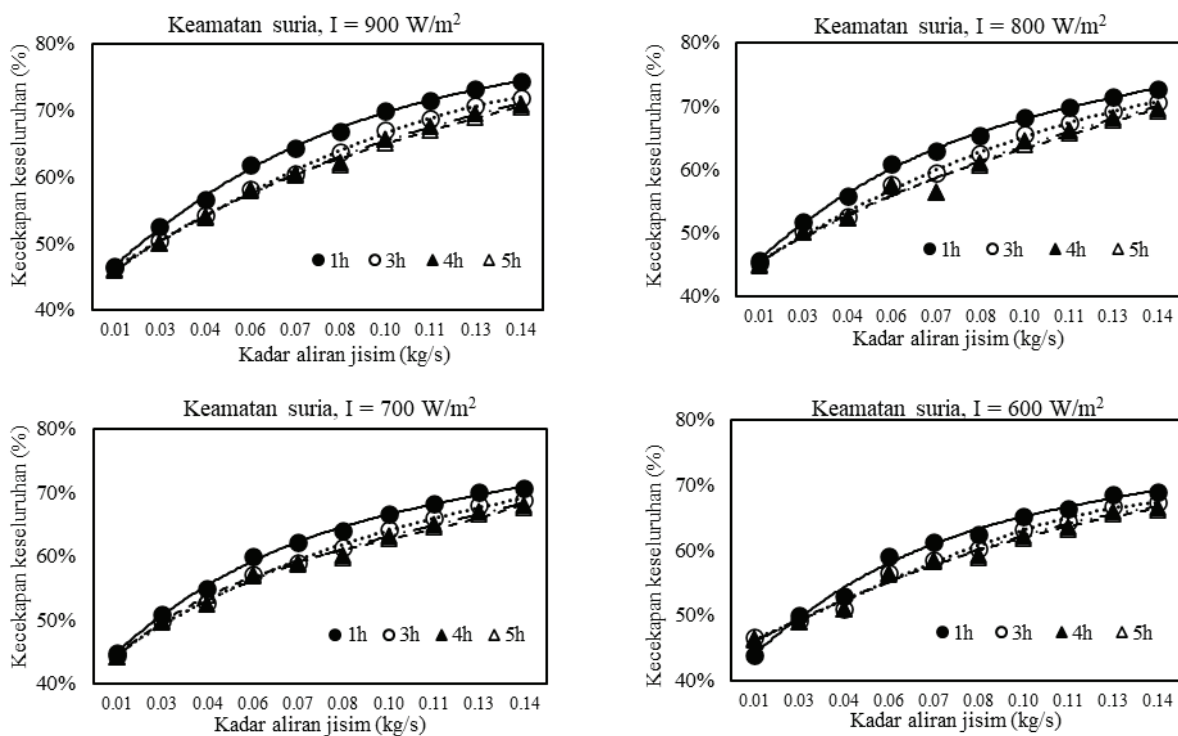 Keamatan suria, I = 900 W/m²
80%
70%
60%
50%
40%
Kecekapan keseluruhan (%)
1h 3h 4h 5h
0.01 0.03 0.04 0.06 0.07 0.08 0.10 0.11 0.13 0.14
Kadar aliran jisim (kg/s)
Keamatan suria, I = 800 W/m²
80%
70%
60%
50%
40%
Kecekapan keseluruhan (%)
1h 3h 4h 5h
0.01 0.03 0.04 0.06 0.07 0.08 0.10 0.11 0.13 0.14
Kadar aliran jisim (kg/s)
Keamatan suria, I = 700 W/m²
80%
70%
60%
50%
40%
Kecekapan keseluruhan (%)
1h 3h 4h 5h
0.01 0.03 0.04 0.06 0.07 0.08 0.10 0.11 0.13 0.14
Kadar aliran jisim (kg/s)
Keamatan suria, I = 600 W/m²
80%
70%
60%
50%
40%
Kecekapan keseluruhan (%)
1h 3h 4h 5h
0.01 0.03 0.04 0.06 0.07 0.08 0.10 0.11 0.13 0.14
Kadar aliran jisim (kg/s)